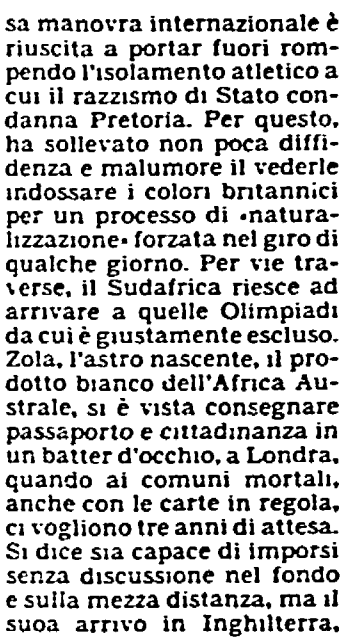 sa manovra internazionale è
riuscita a portar fuori rom-
pendo l'isolamento atletico a
cui il razzismo di Stato con-
danna Pretoria. Per questo,
ha sollevato non poca diffi-
denza e malumore il vederle
indossare i colori britannici
per un processo di «natura-
lizzazione» forzata nel giro di
qualche giorno. Per vie tra-
verse, il Sudafrica riesce ad
arrivare a quelle Olimpiadi
da cui è giustamente escluso.
Zola, l'astro nascente, il pro-
dotto bianco dell'Africa Au-
strale, si è vista consegnare
passaporto e cittadinanza in
un batter d'occhio, a Londra,
quando ai comuni mortali,
anche con le carte in regola,
ci vogliono tre anni di attesa.
Si dice sia capace di imporsi
senza discussione nel fondo
e sulla mezza distanza, ma il
suoa arrivo in Inghilterra,